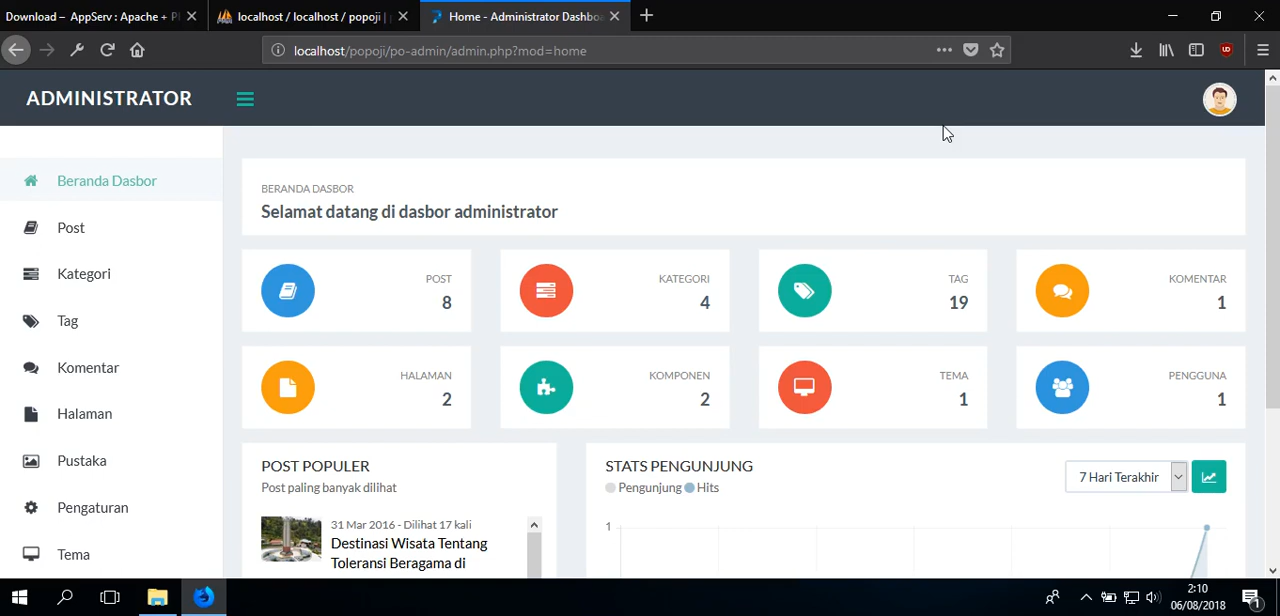 Download – AppServ : Apache + P
localhost / localhost / popoji |
Home - Administrator Dashbo
localhost/popoji/po-admin/admin.php?mod=home
ADMINISTRATOR
Beranda Dasbor
Post
Kategori
Tag
Komentar
Halaman
Pustaka
Pengaturan
Tema
BERANDA DASBOR
Selamat datang di dasbor administrator
POST
8
KATEGORI
4
TAG
19
KOMENTAR
1
HALAMAN
2
KOMPONEN
2
TEMA
1
PENGGUNA
1
POST POPULER
Post paling banyak dilihat
31 Mar 2016 - Dilihat 17 kali
Destinasi Wisata Tentang
Toleransi Beragama di
STATS PENGUNJUNG
Pengunjung Hits
7 Hari Terakhir
1
2:10
06/08/2018
1